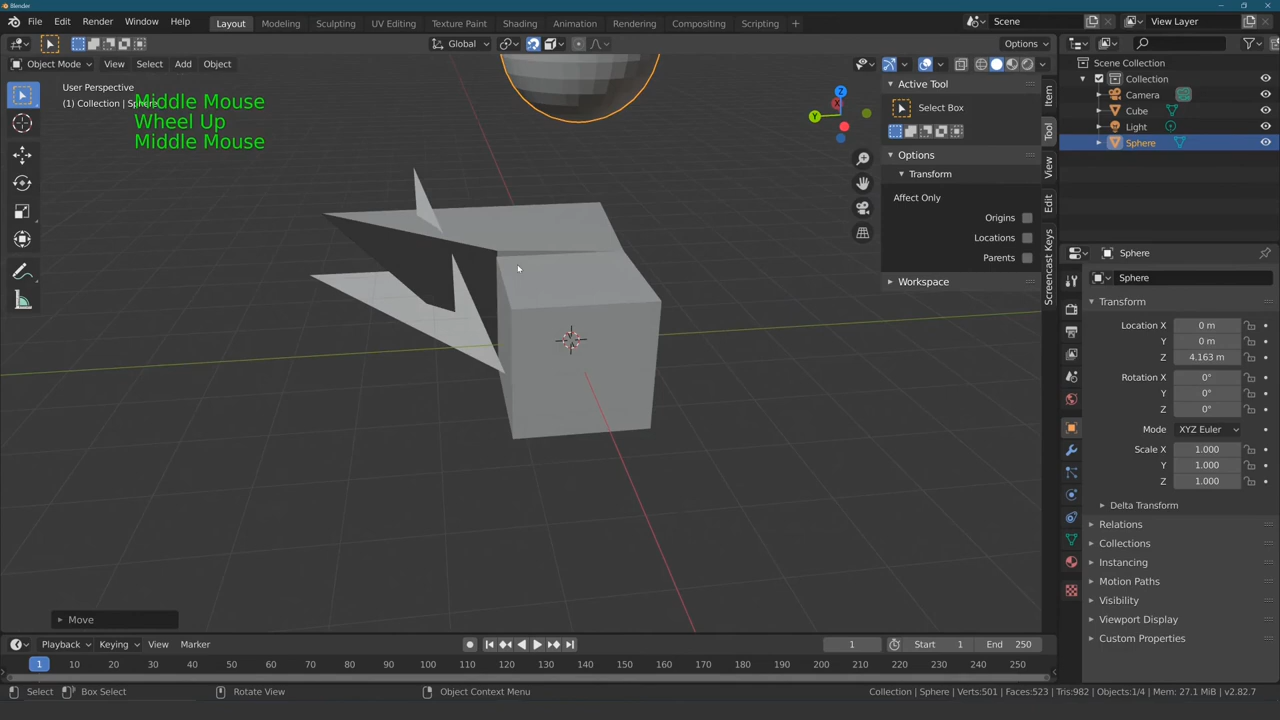 Blender
File Edit Render Window Help
Layout Modeling Sculpting UV Editing Texture Paint Shading Animation Rendering Compositing Scripting +
Scene
View Layer
Global
Options
Object Mode View Select Add Object
User Perspective
(1) Collection | Sphere
Middle Mouse
Wheel Up
Middle Mouse
X
Y
Z
Active Tool
Select Box
Options
Transform
Affect Only
Origins
Locations
Parents
Workspace
Item
Tool
View
Edit
Screencast Keys
Scene Collection
Collection
Camera
Cube
Light
Sphere
Sphere
Sphere
Transform
Location X 0 m
Y 0 m
Z 4.163 m
Rotation X 0°
Y 0°
Z 0°
Mode XYZ Euler
Scale X 1.000
Y 1.000
Z 1.000
Delta Transform
Relations
Collections
Instancing
Motion Paths
Visibility
Viewport Display
Custom Properties
Move
Playback Keying View Marker
1 Start 1 End 250
1 10 20 30 40 50 60 70 80 90 100 110 120 130 140 150 160 170 180 190 200 210 220 230 240 250
Select Box Select Rotate View Object Context Menu
Collection | Sphere | Verts:501 | Faces:523 | Tris:982 | Objects:1/4 | Mem: 27.1 MiB | v2.82.7